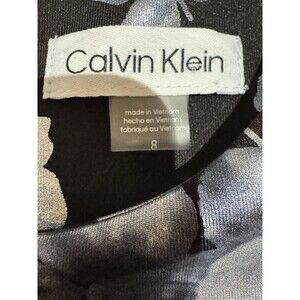 Calvin Klein
made in Vietnam
hecho en Vietnam
fabriqué au Vietnam
8